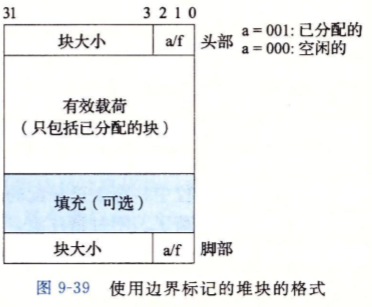 31 3 2 1 0
块大小 a/f 头部 a = 001: 已分配的
a = 000: 空闲的
有效载荷
（只包括已分配的块）
填充（可选）
块大小 a/f 脚部
图 9-39 使用边界标记的堆块的格式